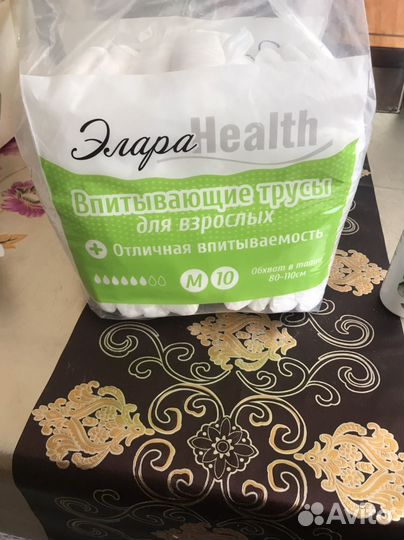 Элара Health
Впитывающие трусы
для взрослых
+ Отличная впитываемость
M 10
Обхват в талии
80-110см
Avito